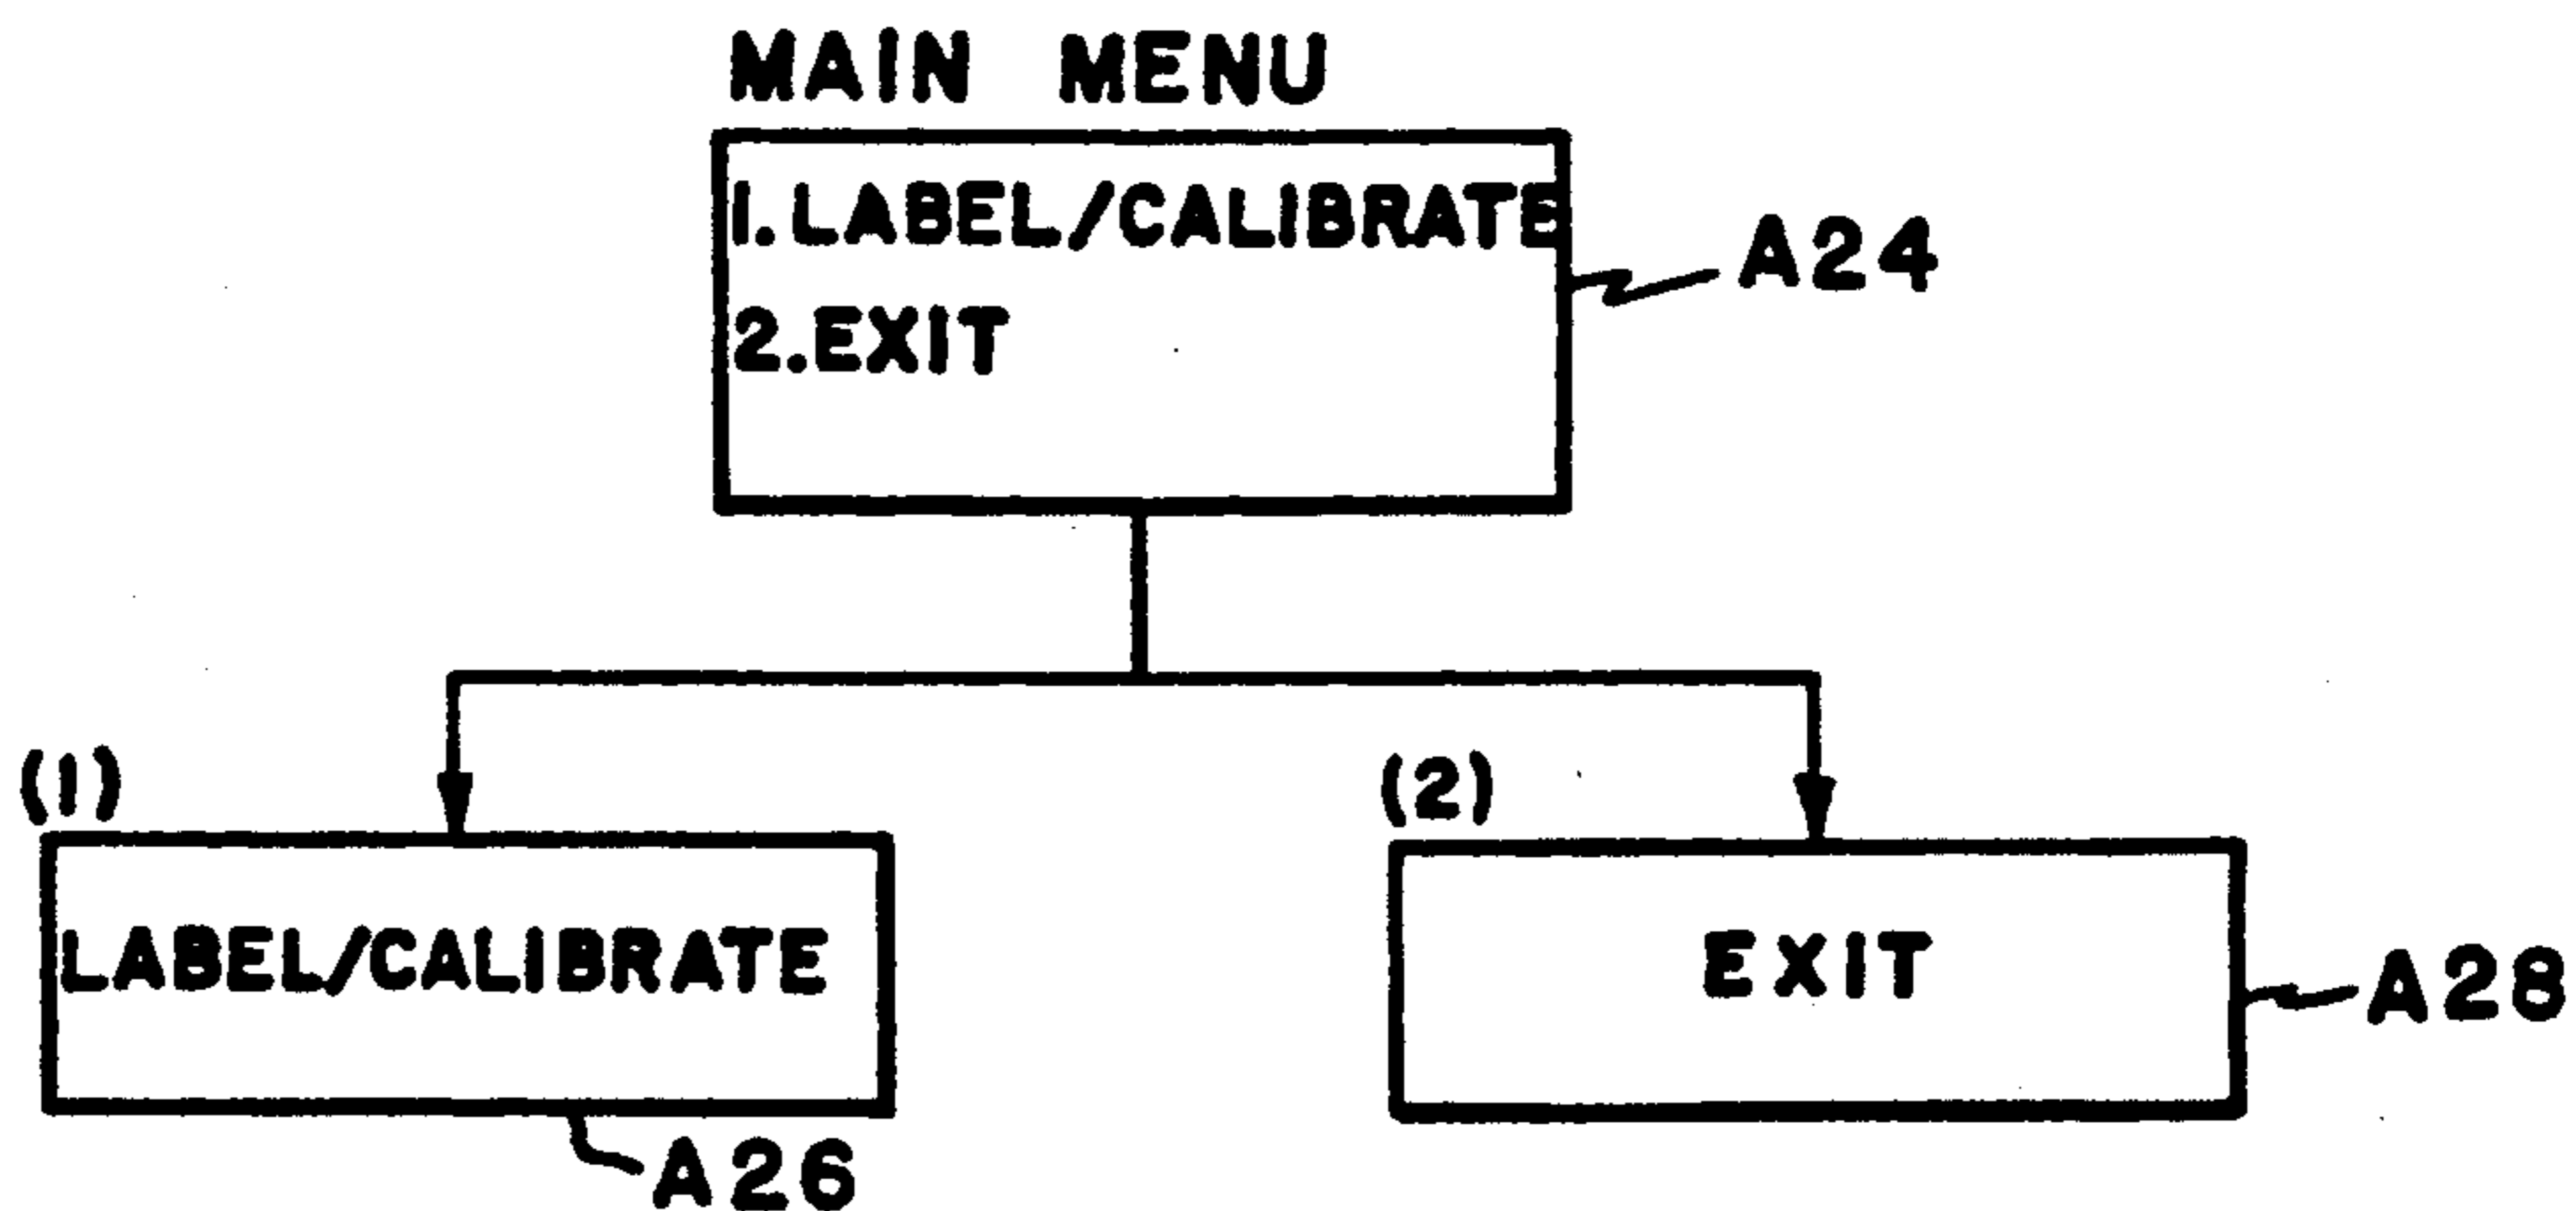 MAIN MENU
1. LABEL/CALIBRATE
2. EXIT
A24
(1)
(2)
LABEL/CALIBRATE
EXIT
A28
A26